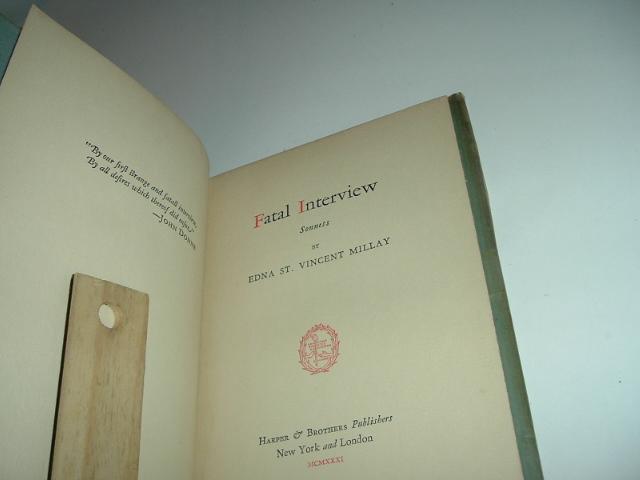 "By our first strange and fatall interview,
By all desires which thereof did ensue,"
—JOHN DONNE
Fatal Interview
Sonnets
BY
EDNA ST. VINCENT MILLAY
HARPER & BROTHERS Publishers
New York and London
MCMXXXI